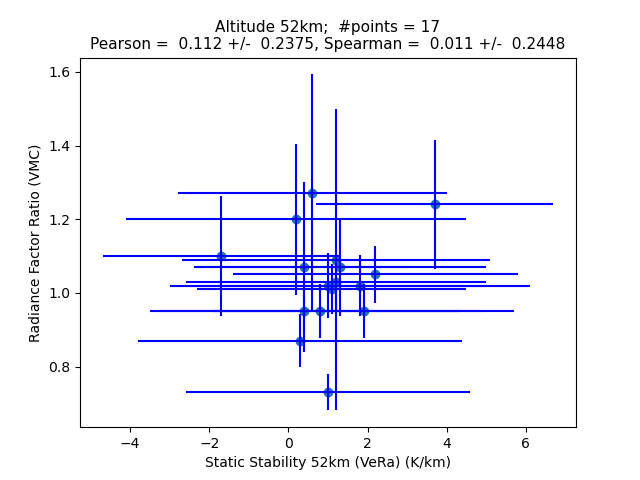 Altitude 52km;  #points = 17
Pearson =  0.112 +/-  0.2375, Spearman =  0.011 +/-  0.2448
1.6
1.4
1.2
1.0
0.8
Radiance Factor Ratio (VMC)
−4
−2
0
2
4
6
Static Stability 52km (VeRa) (K/km)